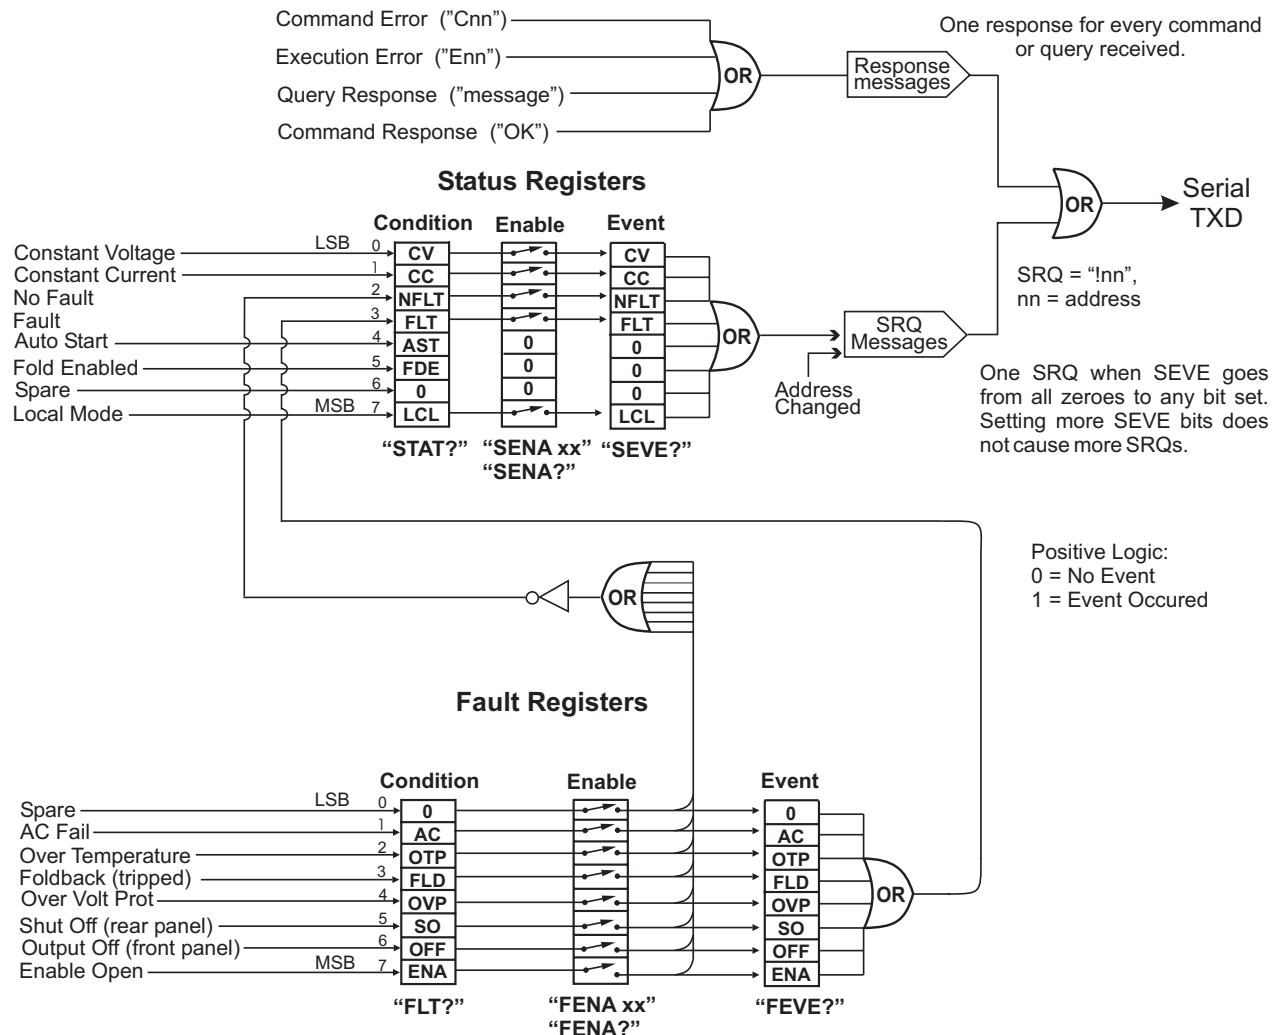 Command Error (”Cnn”)
Execution Error (”Enn”)
Query Response (”message”)
Command Response (”OK”)
OR
Response
messages
One response for every command
or query received.
OR
Serial
TXD
Status Registers
Condition
Enable
Event
Constant Voltage
LSB
0
CV
CV
Constant Current
1
CC
CC
No Fault
2
NFLT
NFLT
Fault
3
FLT
FLT
Auto Start
4
AST
0
0
Fold Enabled
5
FDE
0
0
Spare
6
0
0
0
Local Mode
MSB
7
LCL
LCL
“STAT?”
“SENA xx”
“SENA?”
“SEVE?”
OR
Address
Changed
SRQ
Messages
SRQ = “!nn”,
nn = address
One SRQ when SEVE goes
from all zeroes to any bit set.
Setting more SEVE bits does
not cause more SRQs.
Positive Logic:
0 = No Event
1 = Event Occured
OR
Fault Registers
Condition
Enable
Event
Spare
LSB
0
0
0
AC Fail
1
AC
AC
Over Temperature
2
OTP
OTP
Foldback (tripped)
3
FLD
FLD
Over Volt Prot
4
OVP
OVP
Shut Off (rear panel)
5
SO
SO
Output Off (front panel)
6
OFF
OFF
Enable Open
MSB
7
ENA
ENA
OR
“FLT?”
“FENA xx”
“FENA?”
“FEVE?”